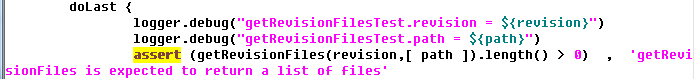 doLast {
logger.debug("getRevisionFilesTest.revision = ${revision}")
logger.debug("getRevisionFilesTest.path = ${path}")
assert (getRevisionFiles(revision,[ path ]).length() > 0)  , 'getRevi
sionFiles is expected to return a list of files'